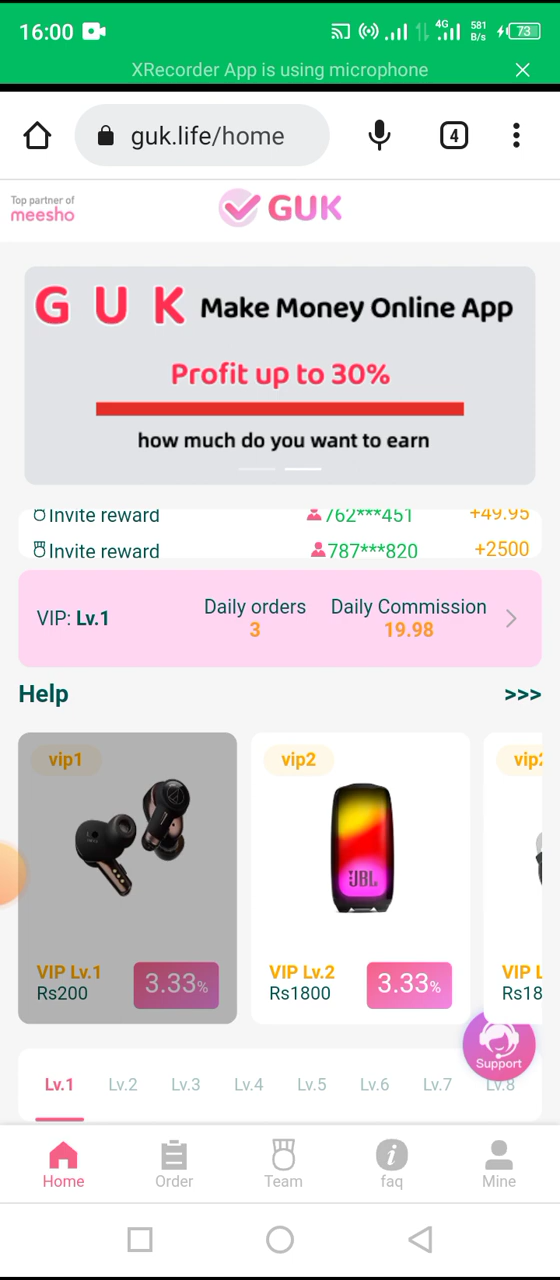 16:00
4G
581
B/s
73
XRecorder App is using microphone
guk.life/home
4
Top partner of
meesho
GUK
G U K Make Money Online App
Profit up to 30%
how much do you want to earn
Invite reward 762***451 +49.95
Invite reward 787***820 +2500
VIP: Lv.1
Daily orders
3
Daily Commission
19.98
Help >>>
vip1
VIP Lv.1
Rs200
3.33%
vip2
JBL
VIP Lv.2
Rs1800
3.33%
vip2
VIP L
Rs18
Support
Lv.1 Lv.2 Lv.3 Lv.4 Lv.5 Lv.6 Lv.7 Lv.8
Home Order Team faq Mine